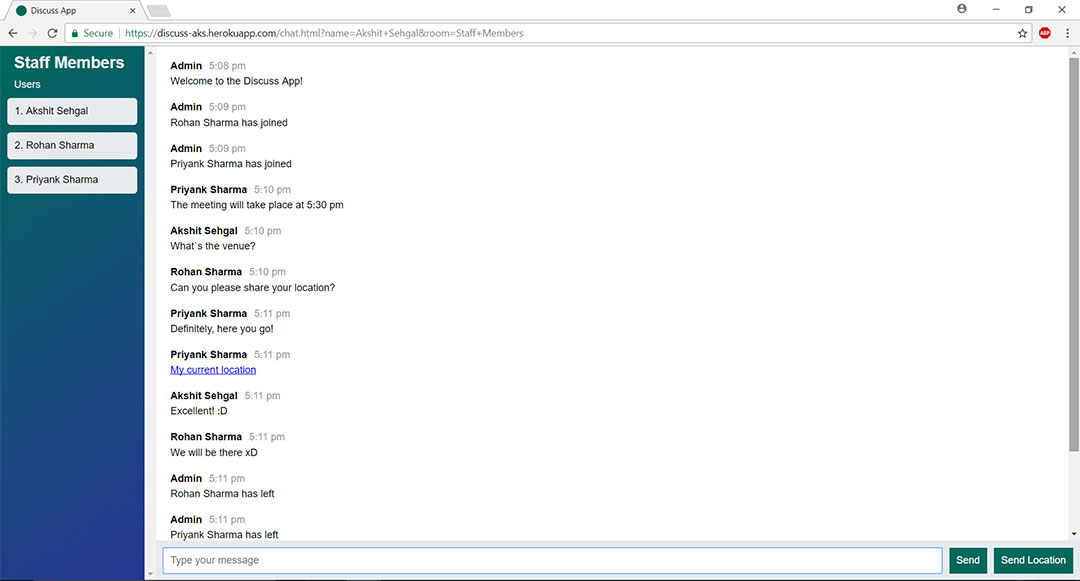 Discuss App
Secure https://discuss-aks.herokuapp.com/chat.html?name=Akshit+Sehgal&room=Staff+Members
ABP
Staff Members
Users
1. Akshit Sehgal
2. Rohan Sharma
3. Priyank Sharma
Admin 5:08 pm
Welcome to the Discuss App!
Admin 5:09 pm
Rohan Sharma has joined
Admin 5:09 pm
Priyank Sharma has joined
Priyank Sharma 5:10 pm
The meeting will take place at 5:30 pm
Akshit Sehgal 5:10 pm
What`s the venue?
Rohan Sharma 5:10 pm
Can you please share your location?
Priyank Sharma 5:11 pm
Definitely, here you go!
Priyank Sharma 5:11 pm
My current location
Akshit Sehgal 5:11 pm
Excellent! :D
Rohan Sharma 5:11 pm
We will be there xD
Admin 5:11 pm
Rohan Sharma has left
Admin 5:11 pm
Priyank Sharma has left
Type your message
Send
Send Location